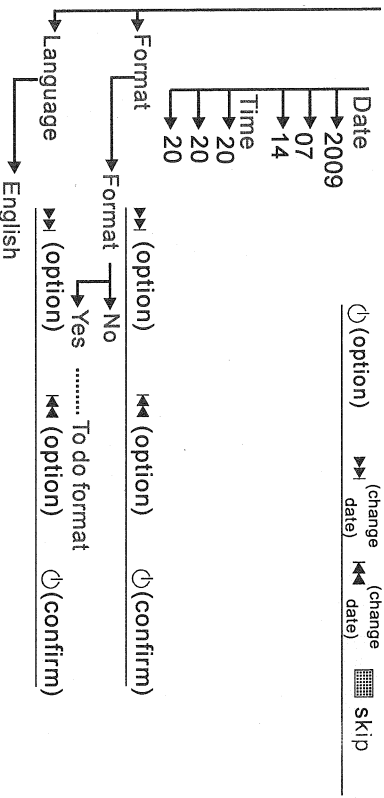 (change (change
Date ⏻(option) ⏭ date) ⏮ date) skip
2009
07
14
Time
20
20
20
Format ⏭ (option) ⏮ (option) ⏻(confirm)
Format No
Yes .......... To do format
Language ⏭ (option) ⏮ (option) ⏻(confirm)
English